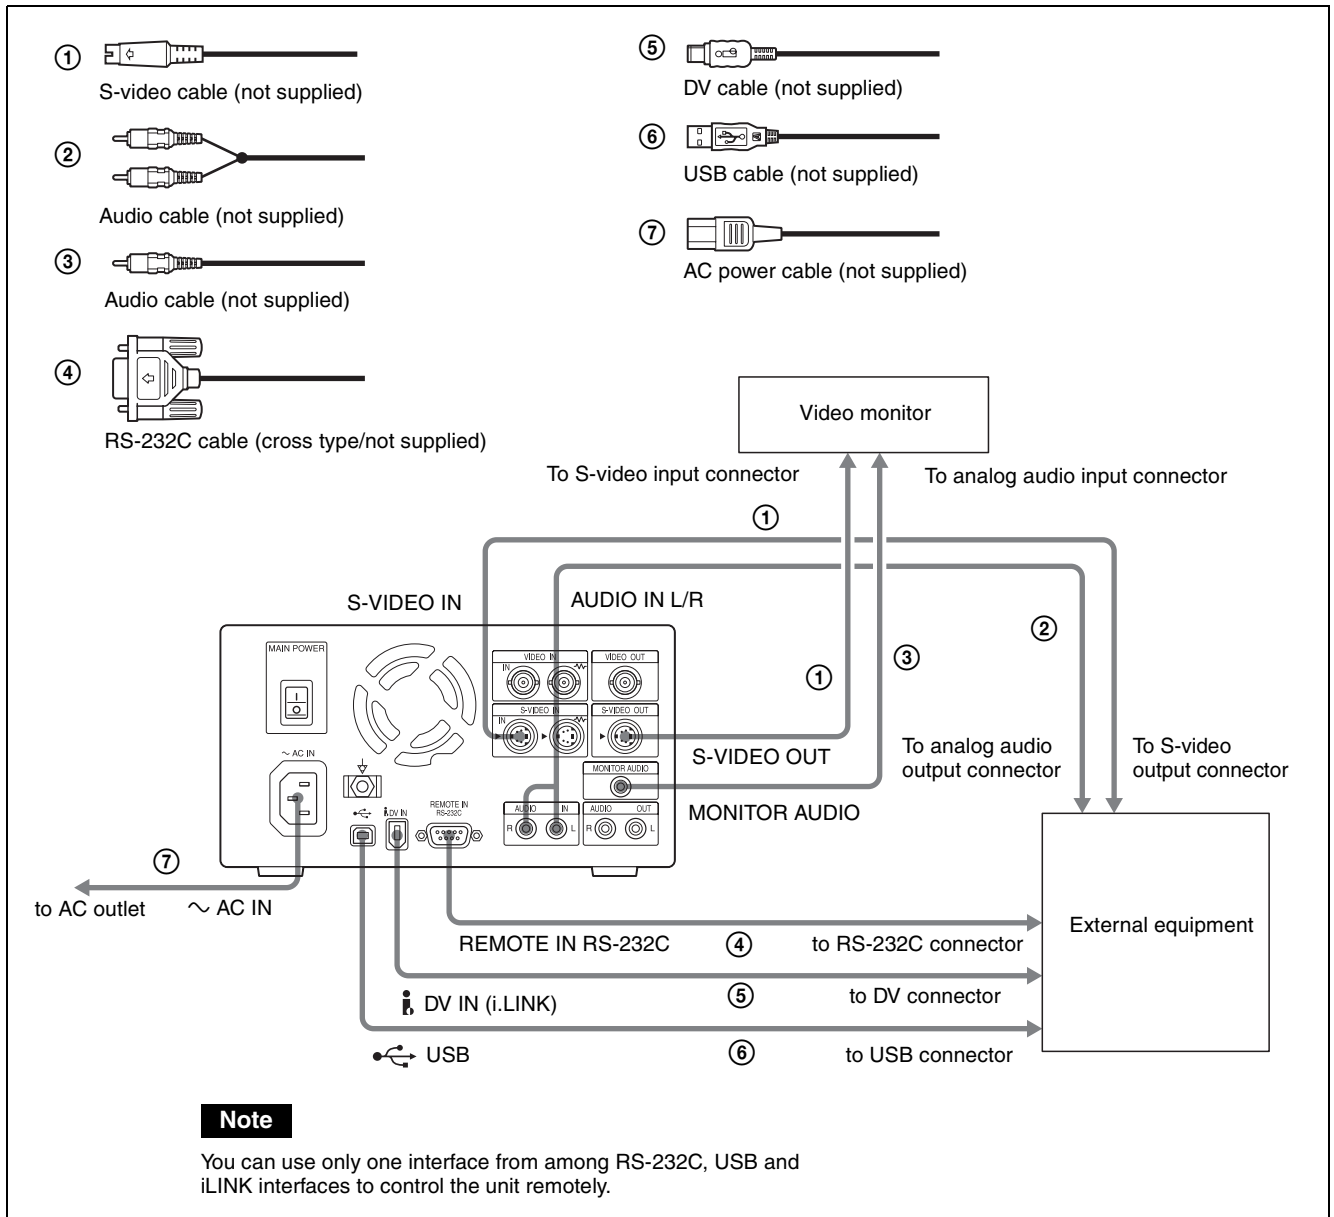 ①
S-video cable (not supplied)
②
Audio cable (not supplied)
③
Audio cable (not supplied)
④
RS-232C cable (cross type/not supplied)
⑤
DV cable (not supplied)
⑥
USB cable (not supplied)
⑦
AC power cable (not supplied)
Video monitor
To S-video input connector
To analog audio input connector
①
S-VIDEO IN
AUDIO IN L/R
②
③
①
MAIN POWER
VIDEO IN
IN
VIDEO OUT
S-VIDEO IN
IN
S-VIDEO OUT
S-VIDEO OUT
To analog audio
output connector
To S-video
output connector
~ AC IN
MONITOR AUDIO
MONITOR AUDIO
DV IN
REMOTE IN
RS-232C
AUDIO IN
R L
AUDIO OUT
R L
⑦
to AC outlet
~ AC IN
External equipment
REMOTE IN RS-232C
④
to RS-232C connector
DV IN (i.LINK)
⑤
to DV connector
USB
⑥
to USB connector
Note
You can use only one interface from among RS-232C, USB and
iLINK interfaces to control the unit remotely.